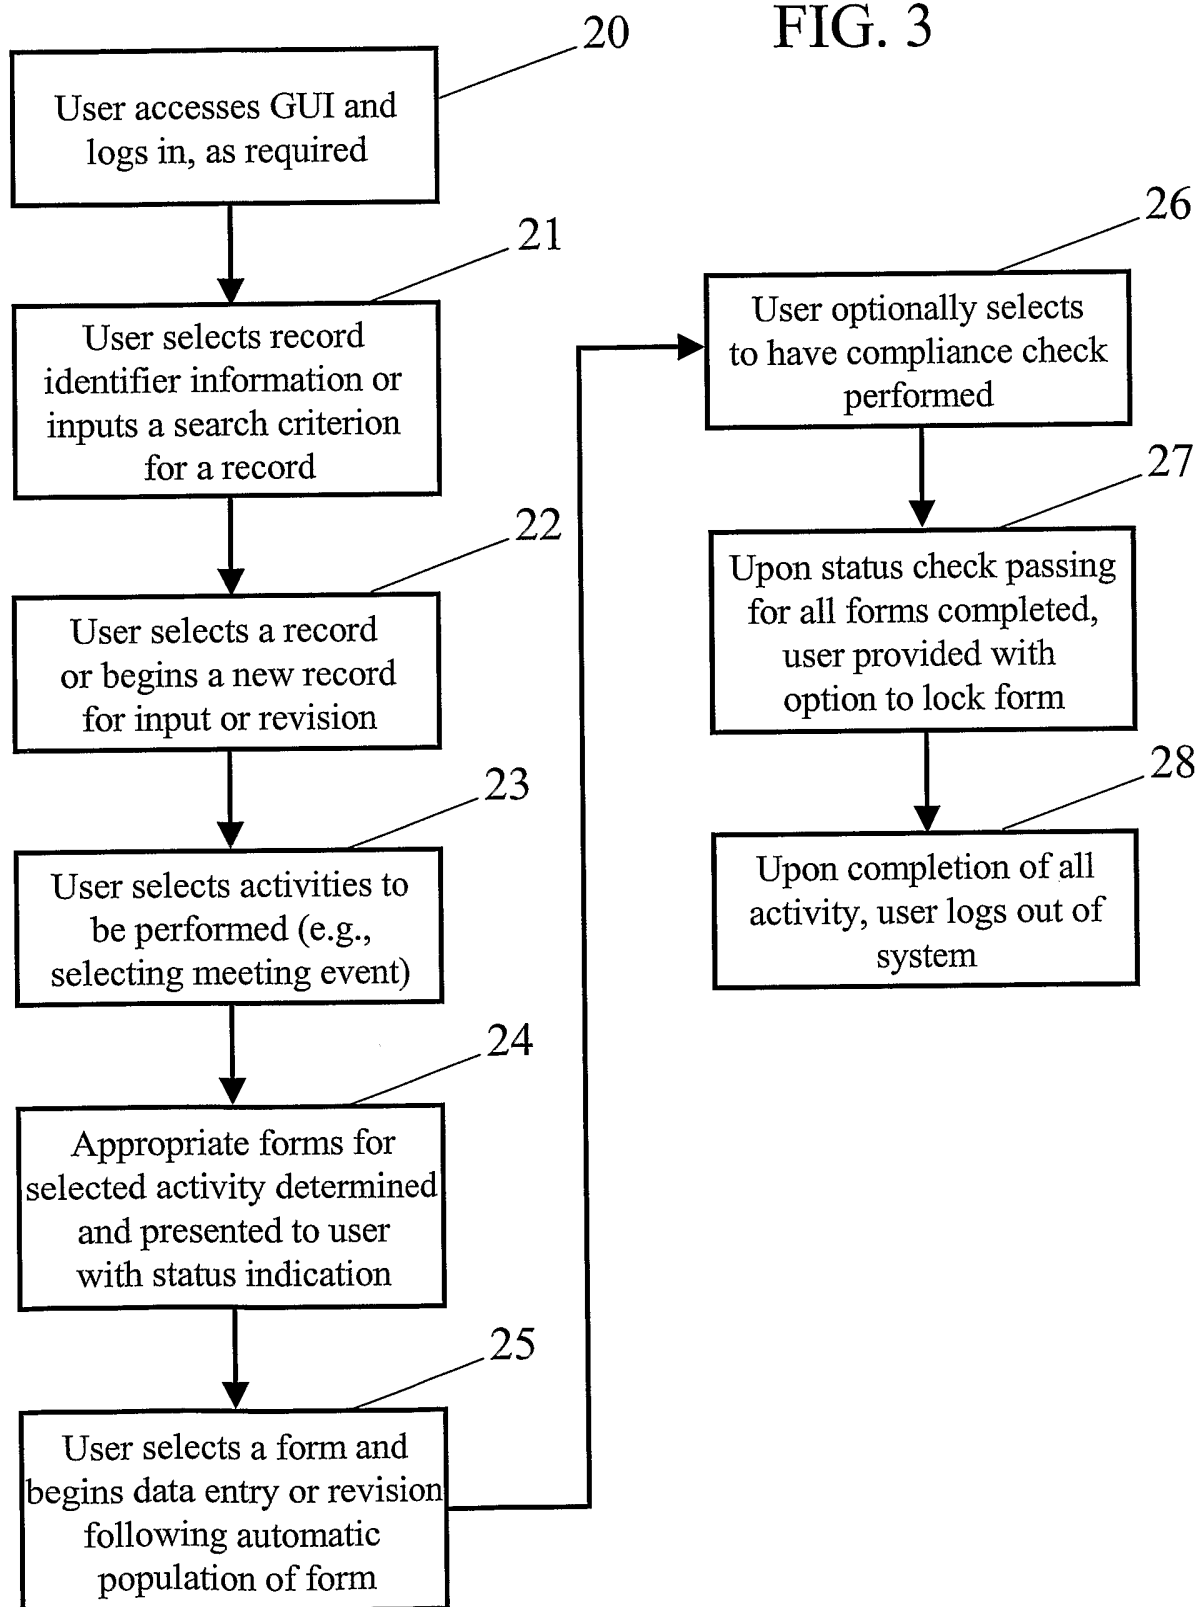 FIG. 3
20
User accesses GUI and
logs in, as required
21
User selects record
identifier information or
inputs a search criterion
for a record
22
User selects a record
or begins a new record
for input or revision
23
User selects activities to
be performed (e.g.,
selecting meeting event)
24
Appropriate forms for
selected activity determined
and presented to user
with status indication
25
User selects a form and
begins data entry or revision
following automatic
population of form
26
User optionally selects
to have compliance check
performed
27
Upon status check passing
for all forms completed,
user provided with
option to lock form
28
Upon completion of all
activity, user logs out of
system